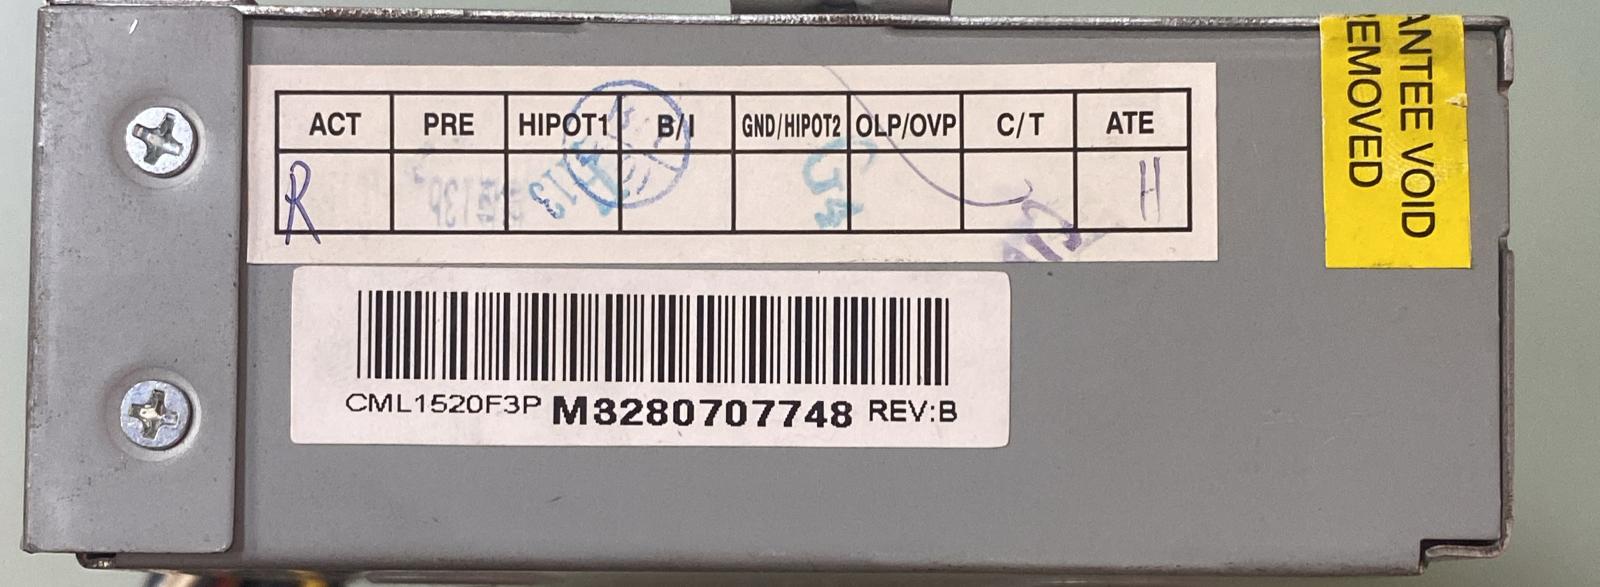 ACT PRE HIPOT1 B/I GND/HIPOT2 OLP/OVP C/T ATE
R H
CML1520F3P M3280707748 REV:B
ANTEE VOID
EMOVED